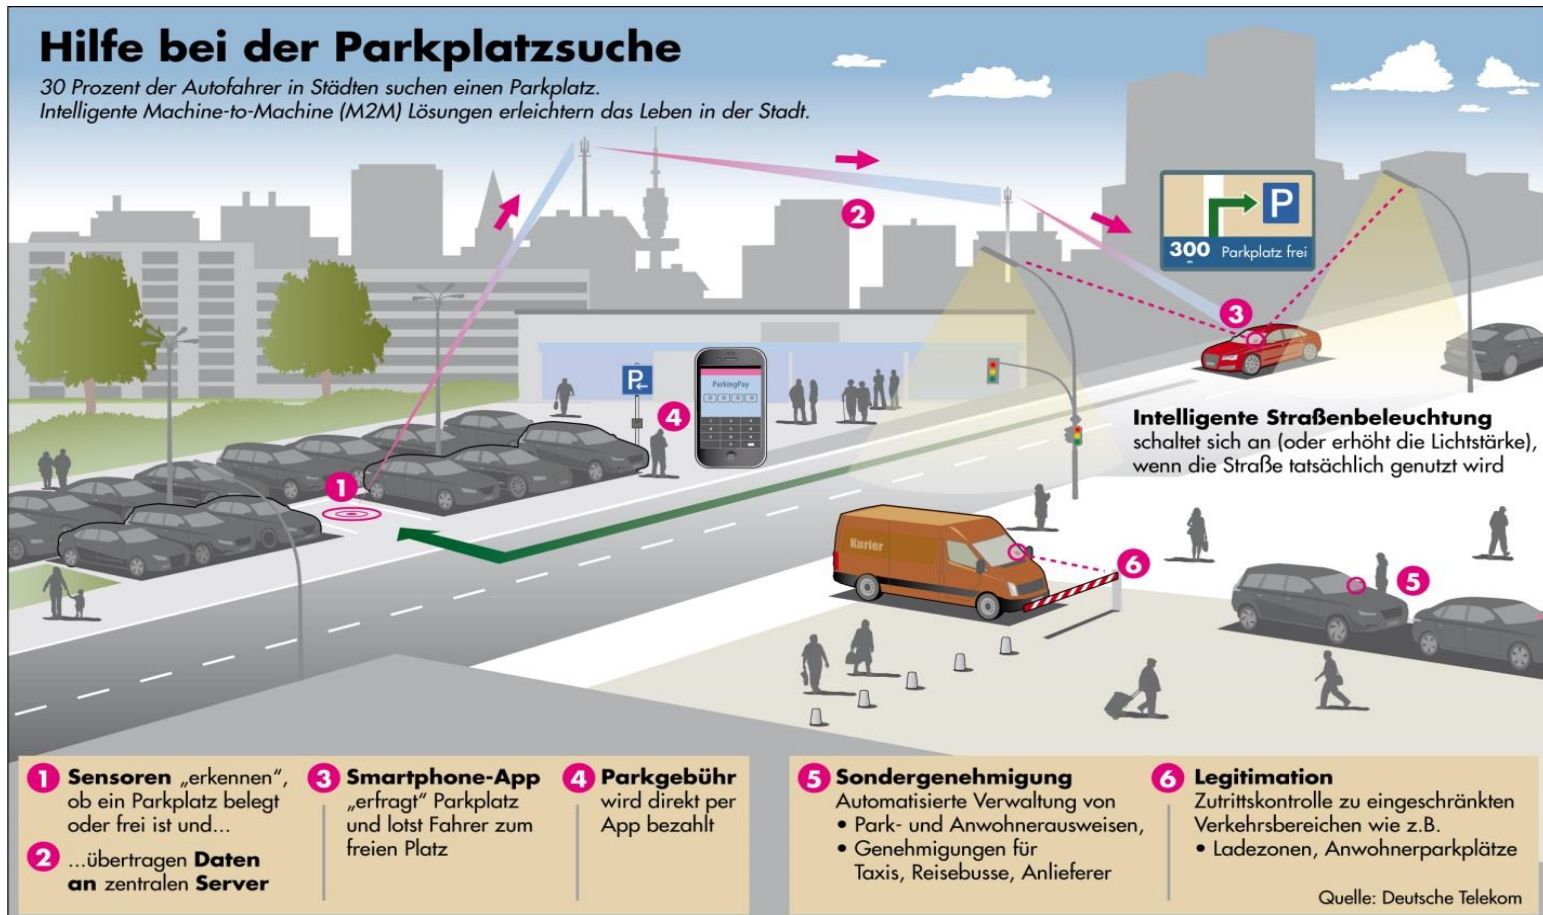 Hilfe bei der Parkplatzsuche
30 Prozent der Autofahrer in Städten suchen einen Parkplatz.
Intelligente Machine-to-Machine (M2M) Lösungen erleichtern das Leben in der Stadt.
2
P
300 Parkplatz frei
m
3
P
4
ParkingPay
Intelligente Straßenbeleuchtung
schaltet sich an (oder erhöht die Lichtstärke),
wenn die Straße tatsächlich genutzt wird
1
Kurier
6
5
1 Sensoren „erkennen“,
ob ein Parkplatz belegt
oder frei ist und...
2 ...übertragen Daten
an zentralen Server
3 Smartphone-App
„erfragt“ Parkplatz
und lotst Fahrer zum
freien Platz
4 Parkgebühr
wird direkt per
App bezahlt
5 Sondergenehmigung
Automatisierte Verwaltung von
• Park- und Anwohnerausweisen,
• Genehmigungen für
Taxis, Reisebusse, Anlieferer
6 Legitimation
Zutrittskontrolle zu eingeschränkten
Verkehrsbereichen wie z.B.
• Ladezonen, Anwohnerparkplätze
Quelle: Deutsche Telekom